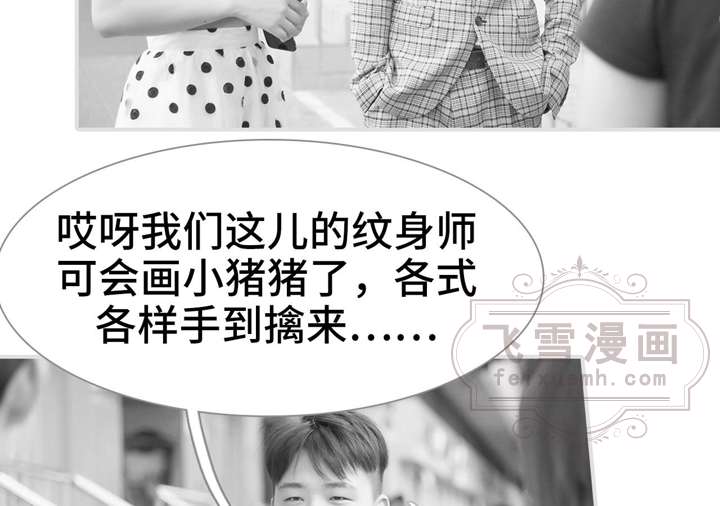 哎呀我们这儿的纹身师
可会画小猪猪了，各式
各样手到擒来……
飞雪漫画
feixuemh.com